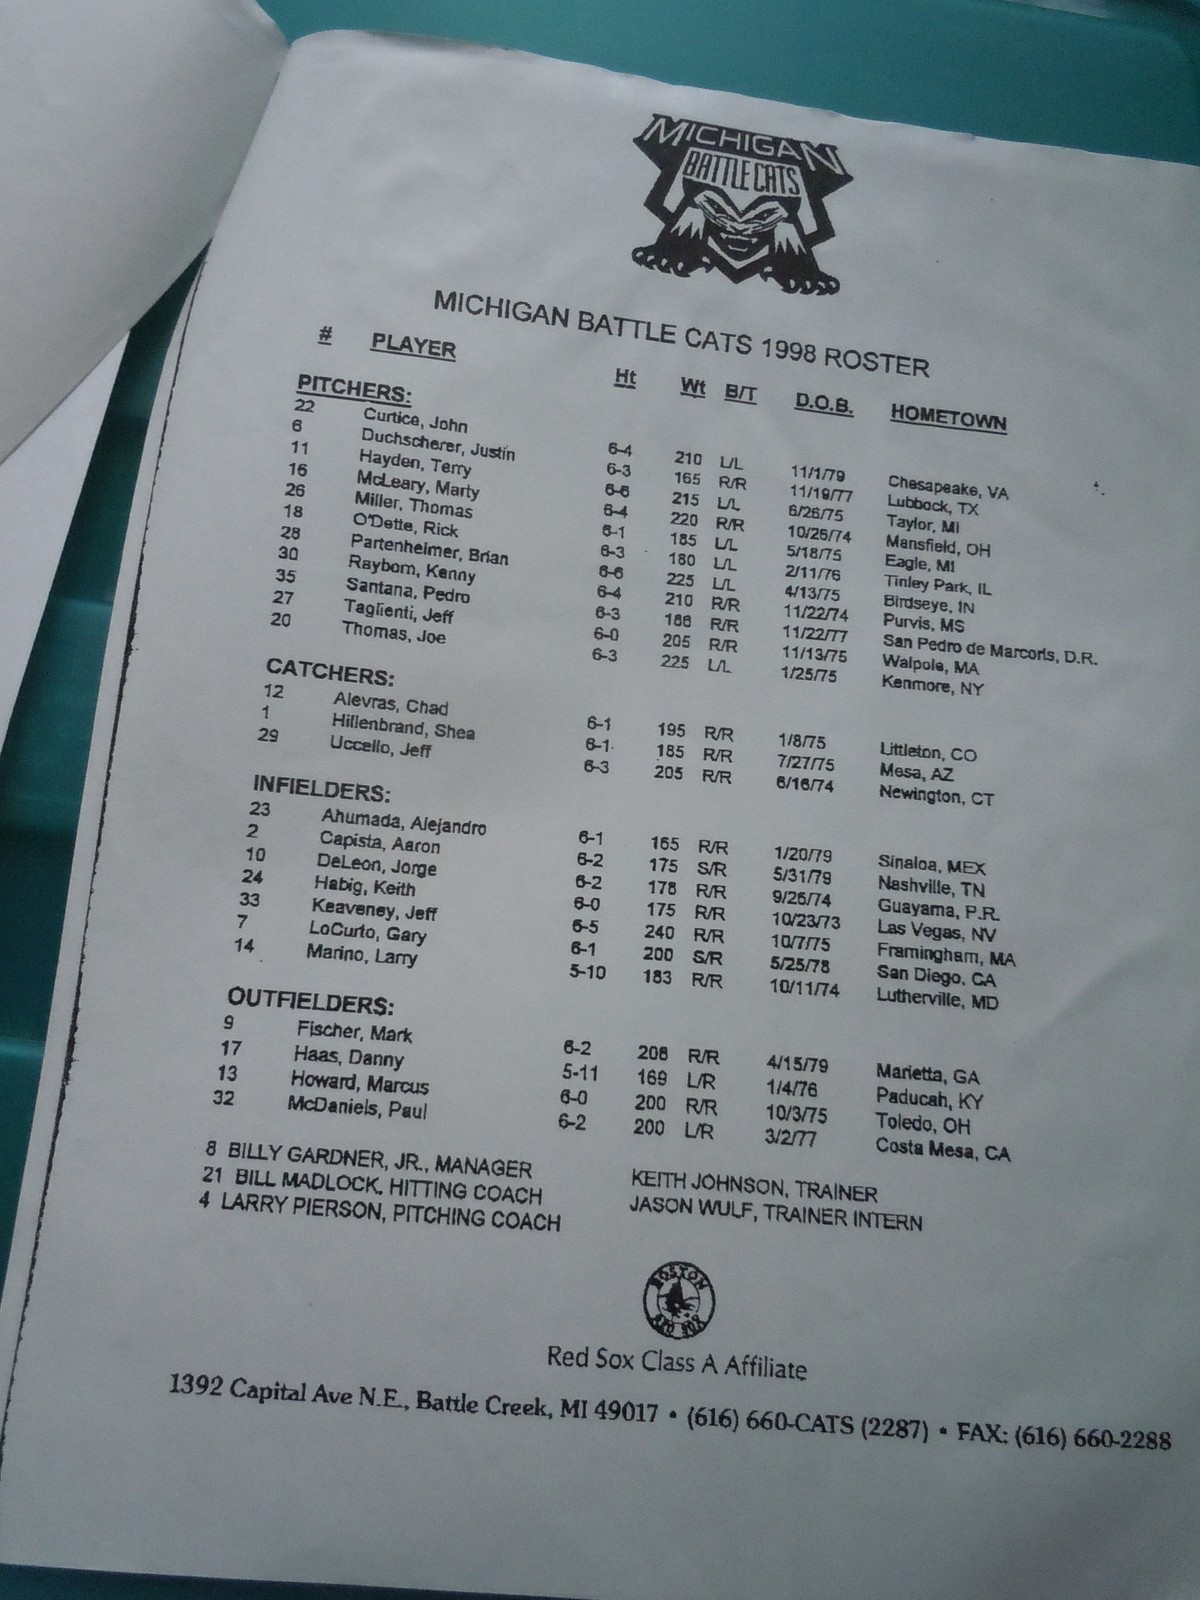 MICHIGAN
BATTLE CATS
MICHIGAN BATTLE CATS 1998 ROSTER
# PLAYER Ht Wt B/T D.O.B. HOMETOWN
PITCHERS:
22 Curtice, John 6-4 210 L/L 11/1/79 Chesapeake, VA
6 Duchscherer, Justin 6-3 165 R/R 11/19/77 Lubbock, TX
11 Hayden, Terry 6-6 215 L/L 6/26/75 Taylor, MI
16 McLeary, Marty 6-4 220 R/R 10/26/74 Mansfield, OH
26 Miller, Thomas 6-1 185 L/L 5/18/75 Eagle, MI
18 O'Dette, Rick 6-3 180 L/L 2/11/76 Tinley Park, IL
28 Partenheimer, Brian 6-6 225 L/L 4/13/75 Birdseye, IN
30 Rayborn, Kenny 6-4 210 R/R 11/22/74 Purvis, MS
35 Santana, Pedro 6-3 188 R/R 11/22/77 San Pedro de Marcoris, D.R.
27 Taglienti, Jeff 6-0 205 R/R 11/13/75 Walpole, MA
20 Thomas, Joe 6-3 225 L/L 1/25/75 Kenmore, NY
CATCHERS:
12 Alevras, Chad 6-1 195 R/R 1/8/75 Littleton, CO
1 Hillenbrand, Shea 6-1 185 R/R 7/27/75 Mesa, AZ
29 Uccello, Jeff 6-3 205 R/R 6/16/74 Newington, CT
INFIELDERS:
23 Ahumada, Alejandro 6-1 165 R/R 1/20/79 Sinaloa, MEX
2 Capista, Aaron 6-2 175 S/R 5/31/79 Nashville, TN
10 DeLeon, Jorge 6-2 178 R/R 9/26/74 Guayama, P.R.
24 Habig, Keith 6-0 175 R/R 10/23/73 Las Vegas, NV
33 Keaveney, Jeff 6-5 240 R/R 10/7/75 Framingham, MA
7 LoCurto, Gary 6-1 200 S/R 5/25/78 San Diego, CA
14 Marino, Larry 5-10 183 R/R 10/11/74 Lutherville, MD
OUTFIELDERS:
9 Fischer, Mark 6-2 208 R/R 4/15/79 Marietta, GA
17 Haas, Danny 5-11 169 L/R 1/4/76 Paducah, KY
13 Howard, Marcus 6-0 200 R/R 10/3/75 Toledo, OH
32 McDaniels, Paul 6-2 200 L/R 3/2/77 Costa Mesa, CA
8 BILLY GARDNER, JR., MANAGER KEITH JOHNSON, TRAINER
21 BILL MADLOCK, HITTING COACH JASON WULF, TRAINER INTERN
4 LARRY PIERSON, PITCHING COACH
BOSTON
RED SOX
Red Sox Class A Affiliate
1392 Capital Ave N.E., Battle Creek, MI 49017 • (616) 660-CATS (2287) • FAX: (616) 660-2288